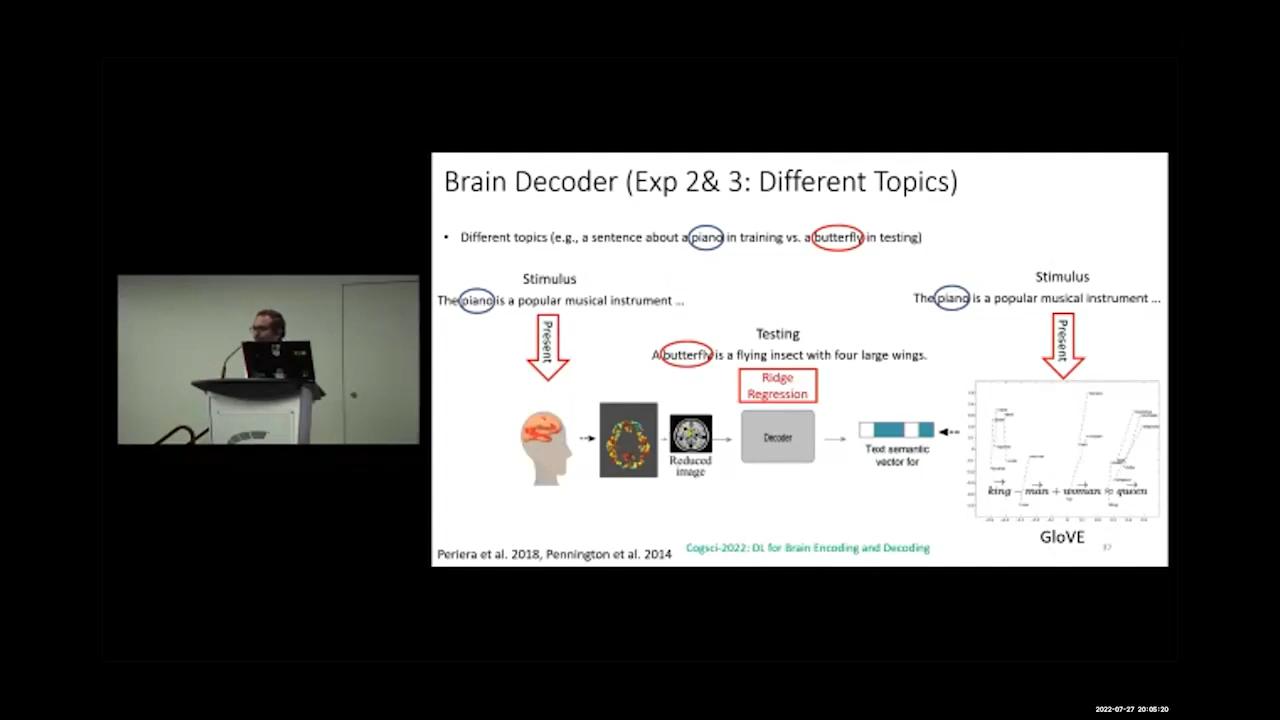 Brain Decoder (Exp 2& 3: Different Topics)
• Different topics (e.g., a sentence about a piano in training vs. a butterfly in testing)
Stimulus
The piano is a popular musical instrument ...
Present
Stimulus
The piano is a popular musical instrument ...
Present
Testing
A butterfly is a flying insect with four large wings.
Ridge
Regression
Decoder
Reduced
image
Text semantic
vector for
king − man + woman ≈ queen
GloVE
Periera et al. 2018, Pennington et al. 2014
Cogsci-2022: DL for Brain Encoding and Decoding
37
2022-07-27 20:05:20